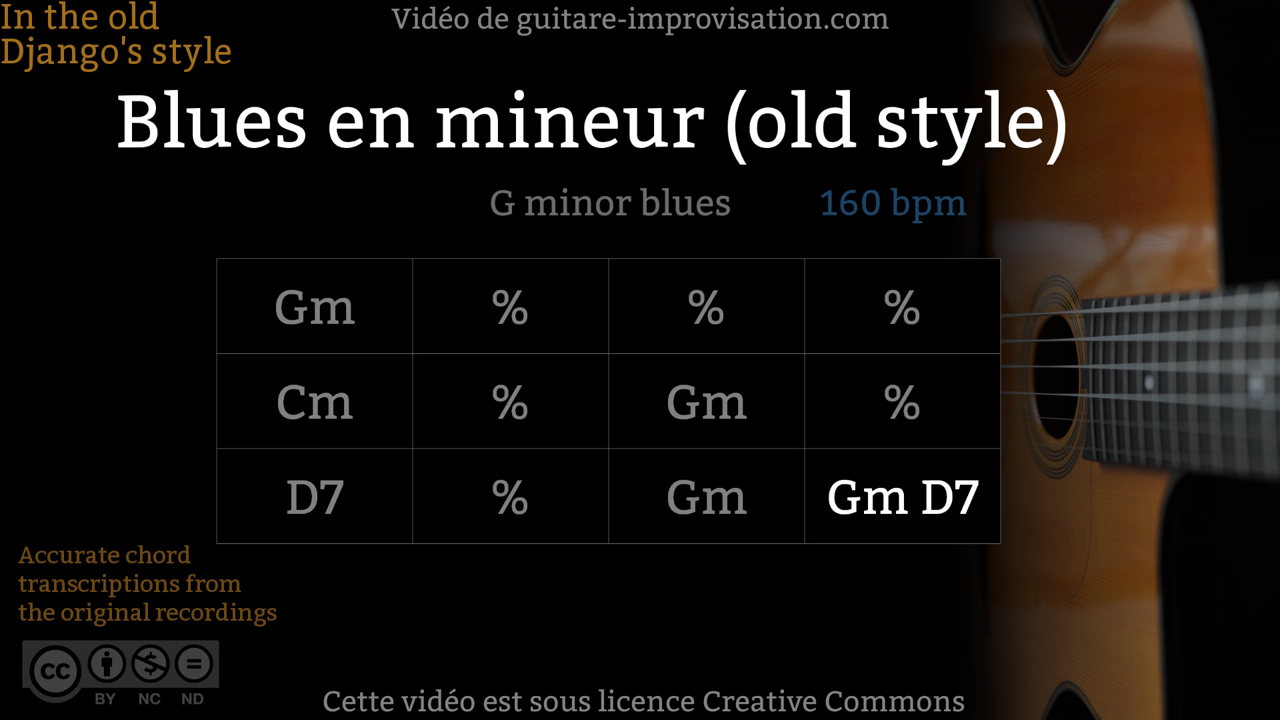 In the old
Django's style
Vidéo de guitare-improvisation.com
Blues en mineur (old style)
G minor blues 160 bpm
Gm % % %
Cm % Gm %
D7 % Gm Gm D7
Accurate chord
transcriptions from
the original recordings
cc
BY NC ND
Cette vidéo est sous licence Creative Commons